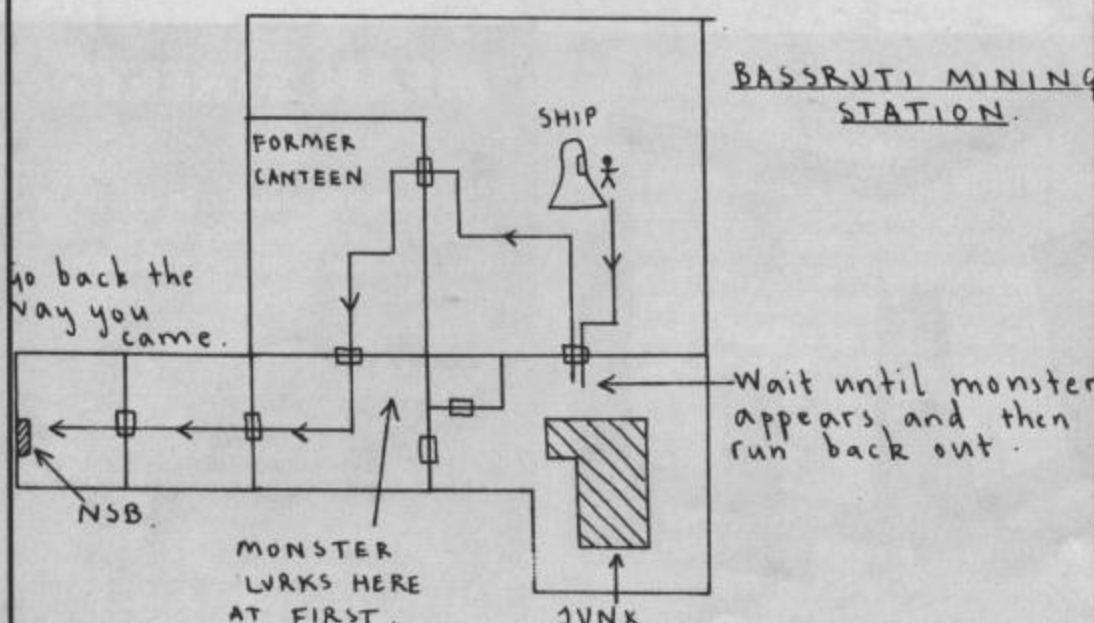 BASSRUTI MINING
STATION.
SHIP
FORMER
CANTEEN
go back the
way you
came.
Wait until monster
appears, and then
run back out.
NSB.
MONSTER
LURKS HERE
AT FIRST.
JUNK